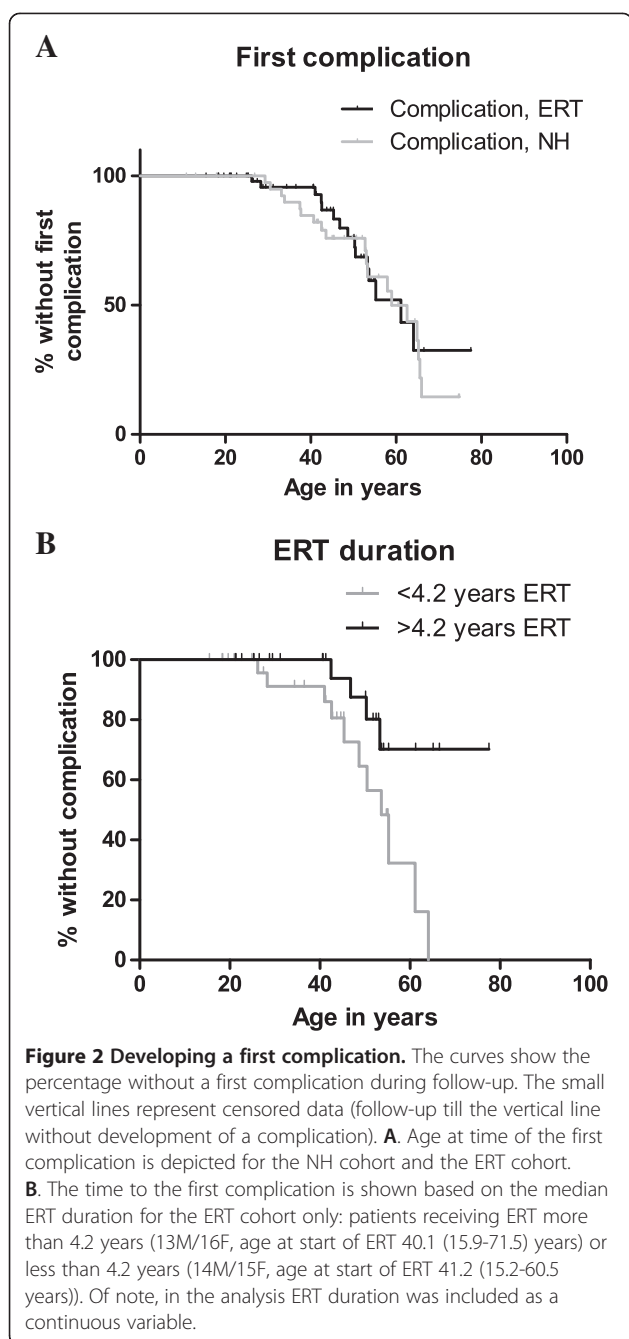 A
First complication
Complication, ERT
Complication, NH
% without first
complication
100
50
0
0 20 40 60 80 100
Age in years
B
ERT duration
<4.2 years ERT
>4.2 years ERT
% without complication
100
80
60
40
20
0
0 20 40 60 80 100
Age in years
Figure 2 Developing a first complication. The curves show the
percentage without a first complication during follow-up. The small
vertical lines represent censored data (follow-up till the vertical line
without development of a complication). A. Age at time of the first
complication is depicted for the NH cohort and the ERT cohort.
B. The time to the first complication is shown based on the median
ERT duration for the ERT cohort only: patients receiving ERT more
than 4.2 years (13M/16F, age at start of ERT 40.1 (15.9-71.5) years) or
less than 4.2 years (14M/15F, age at start of ERT 41.2 (15.2-60.5
years)). Of note, in the analysis ERT duration was included as a
continuous variable.